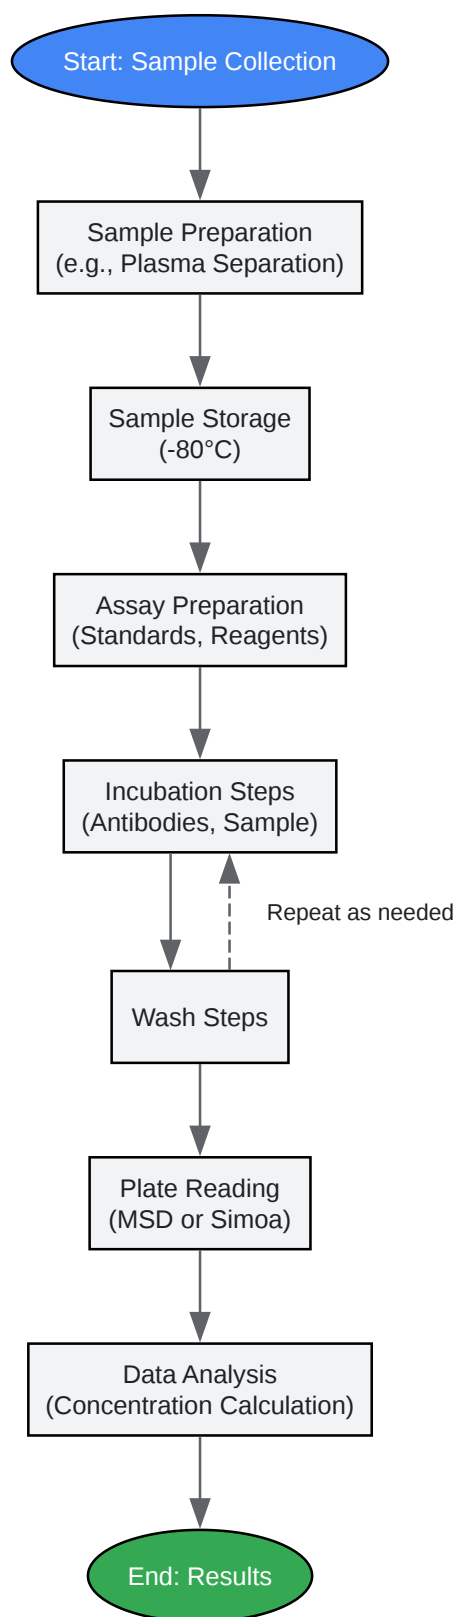 Start: Sample Collection
Sample Preparation
(e.g., Plasma Separation)
Sample Storage
(-80°C)
Assay Preparation
(Standards, Reagents)
Incubation Steps
(Antibodies, Sample)
Repeat as needed
Wash Steps
Plate Reading
(MSD or Simoa)
Data Analysis
(Concentration Calculation)
End: Results